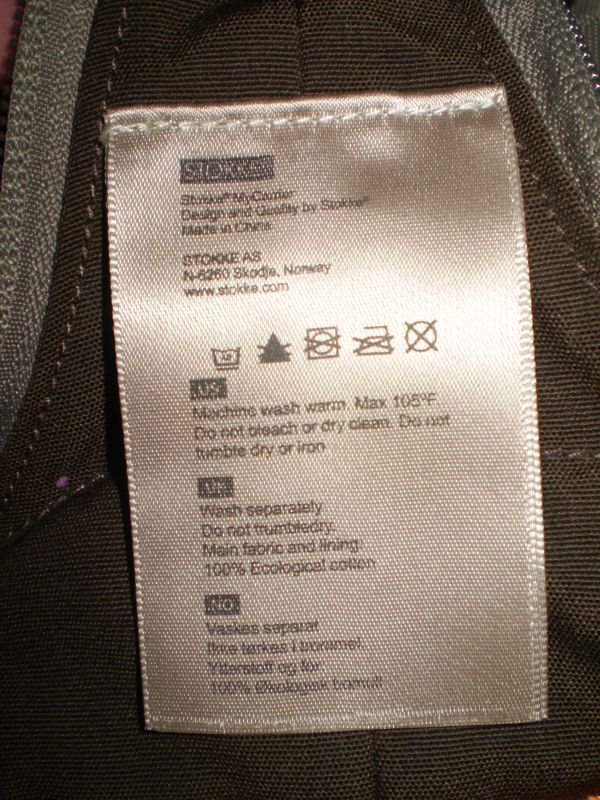 STOKKE
Stokke® MyCarrier
Design and Quality by Stokke®
Made in China
STOKKE AS
N-6260 Skodje, Norway
www.stokke.com
US
Machine wash warm. Max 105°F
Do not bleach or dry clean. Do not
tumble dry or iron
UK
Wash separately
Do not trumbledry.
Main fabric and lining:
100% Ecological cotton
NO
Vaskes separat
Ikke tørkes i trommel.
Ytterstoff og fôr:
100% Økologisk bomull